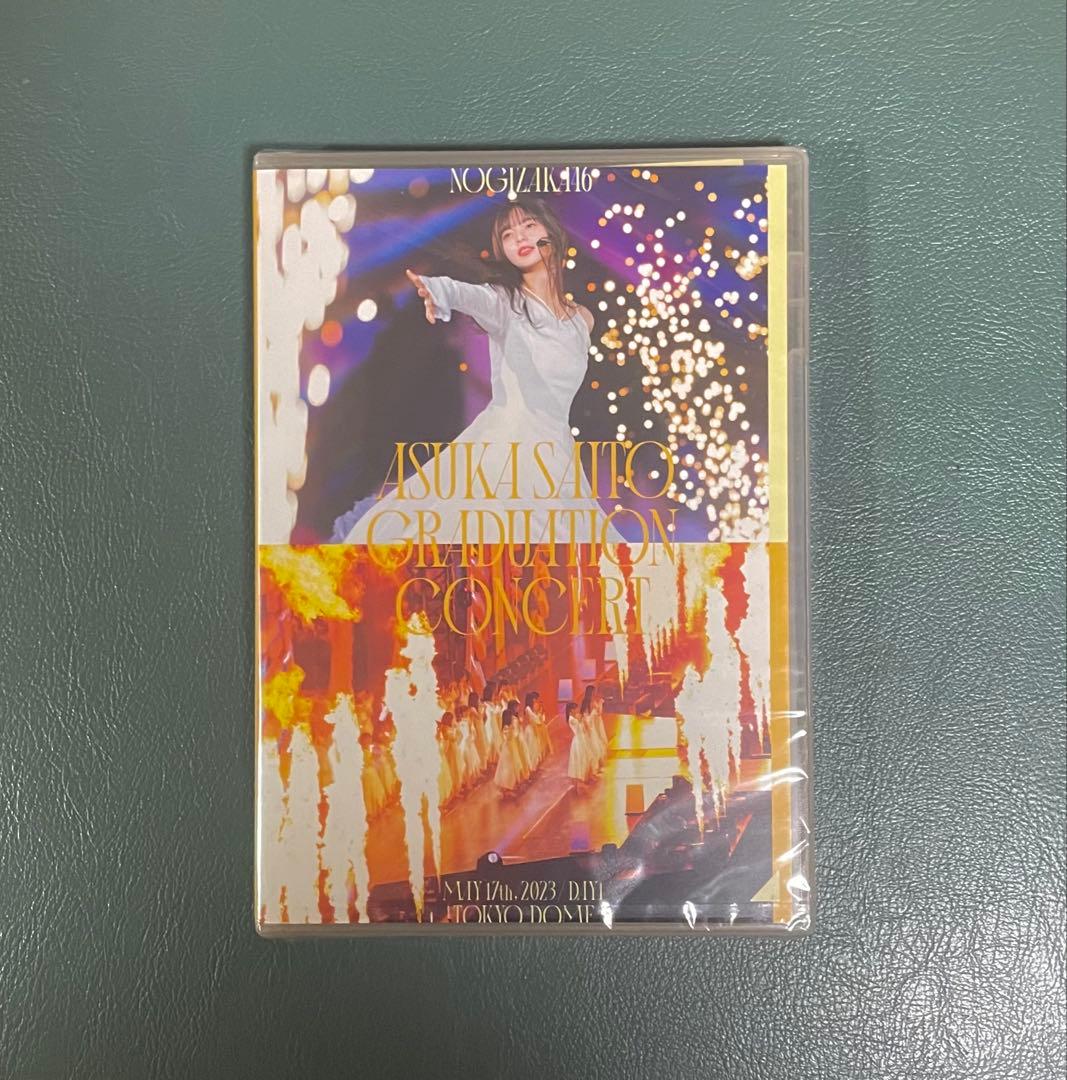 NOGIZAKA46
ASUKA SAITO
GRADUATION
CONCERT
MAY 17th, 2023 / DAY1
TOKYO DOME